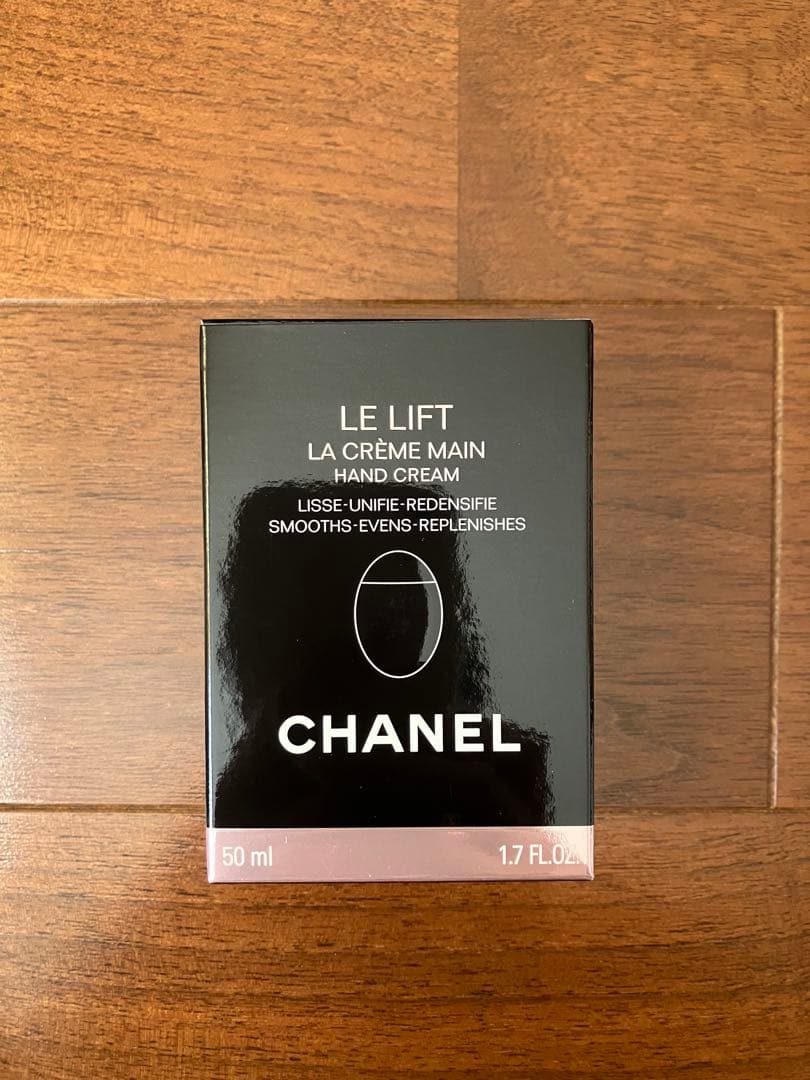 LE LIFT
LA CRÈME MAIN
HAND CREAM
LISSE-UNIFIE-REDENSIFIE
SMOOTHS-EVENS-REPLENISHES
CHANEL
50 ml 1.7 FL.OZ.